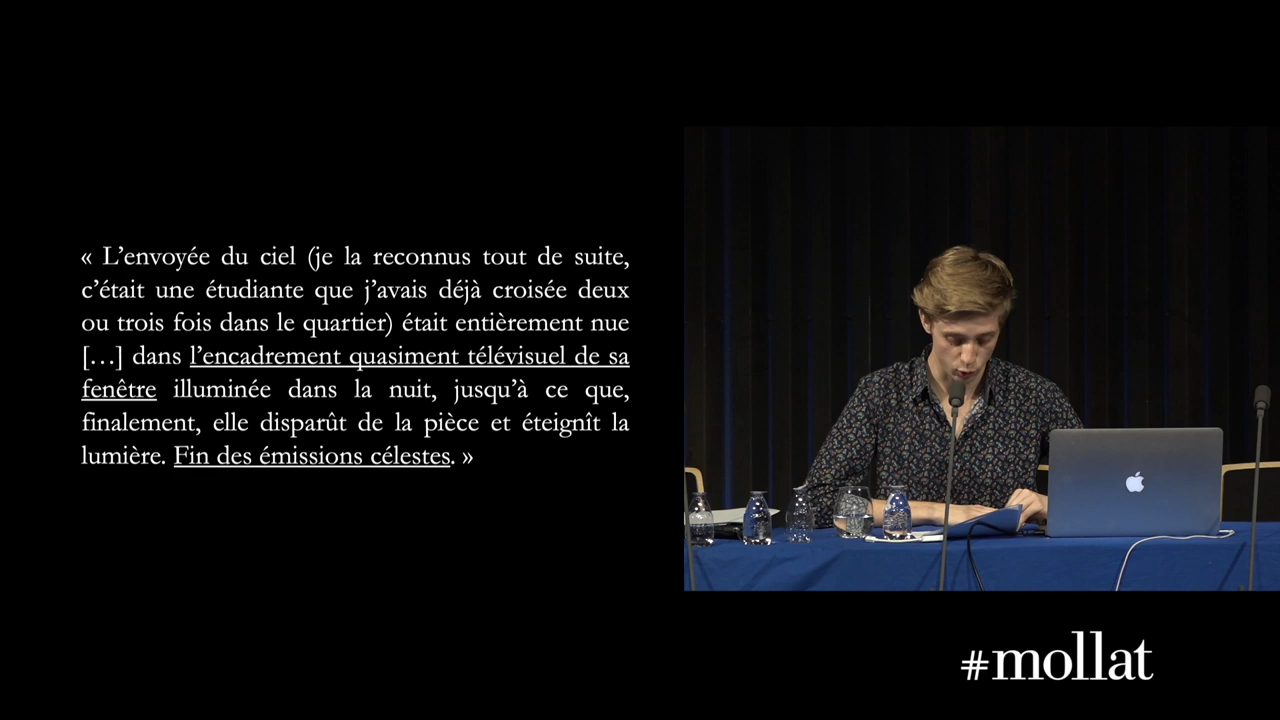 « L’envoyée du ciel (je la reconnus tout de suite,
c’était une étudiante que j’avais déjà croisée deux
ou trois fois dans le quartier) était entièrement nue
[…] dans l’encadrement quasiment télévisuel de sa
fenêtre illuminée dans la nuit, jusqu’à ce que,
finalement, elle disparût de la pièce et éteignît la
lumière. Fin des émissions célestes. »
#mollat